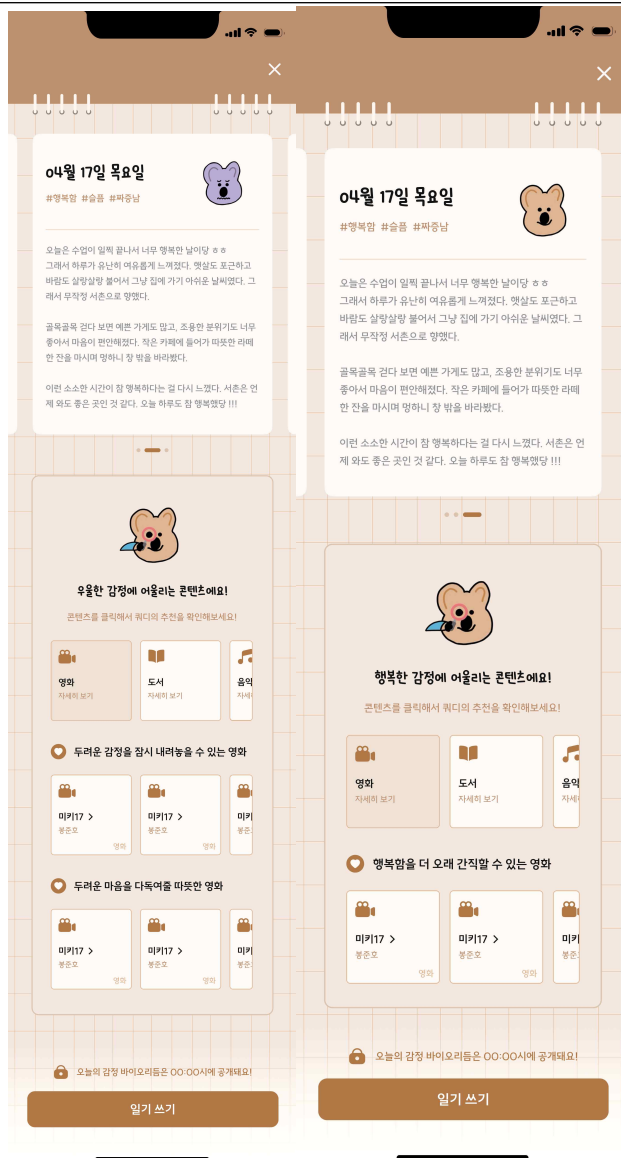 04월 17일 목요일
#행복함 #슬픔 #짜증남
오늘은 수업이 일찍 끝나서 너무 행복한 날이당 ㅎㅎ
그래서 하루가 유난히 여유롭게 느껴졌다. 햇살도 포근하고
바람도 살랑살랑 불어서 그냥 집에 가기 아쉬운 날씨였다. 그
래서 무작정 서촌으로 향했다.
골목골목 걷다 보면 예쁜 가게도 많고, 조용한 분위기도 너무
좋아서 마음이 편안해졌다. 작은 카페에 들어가 따뜻한 라떼
한 잔을 마시며 멍하니 창 밖을 바라봤다.
이런 소소한 시간이 참 행복하다는 걸 다시 느꼈다. 서촌은 언
제 와도 좋은 곳인 것 같다. 오늘 하루도 참 행복했당 !!!
우울한 감정에 어울리는 콘텐츠에요!
콘텐츠를 클릭해서 쿼디의 추천을 확인해보세요!
영화
자세히 보기
도서
자세히 보기
음악
자세히
두려운 감정을 잠시 내려놓을 수 있는 영화
미키17 >
봉준호
영화
미키17 >
봉준호
영화
미키
봉준
두려운 마음을 다독여줄 따뜻한 영화
미키17 >
봉준호
영화
미키17 >
봉준호
영화
미키
봉준
오늘의 감정 바이오리듬은 00:00시에 공개돼요!
일기 쓰기
04월 17일 목요일
#행복함 #슬픔 #짜증남
오늘은 수업이 일찍 끝나서 너무 행복한 날이당 ㅎㅎ
그래서 하루가 유난히 여유롭게 느껴졌다. 햇살도 포근하고
바람도 살랑살랑 불어서 그냥 집에 가기 아쉬운 날씨였다. 그
래서 무작정 서촌으로 향했다.
골목골목 걷다 보면 예쁜 가게도 많고, 조용한 분위기도 너무
좋아서 마음이 편안해졌다. 작은 카페에 들어가 따뜻한 라떼
한 잔을 마시며 멍하니 창 밖을 바라봤다.
이런 소소한 시간이 참 행복하다는 걸 다시 느꼈다. 서촌은 언
제 와도 좋은 곳인 것 같다. 오늘 하루도 참 행복했당 !!!
행복한 감정에 어울리는 콘텐츠에요!
콘텐츠를 클릭해서 쿼디의 추천을 확인해보세요!
영화
자세히 보기
도서
자세히 보기
음악
자세히
행복함을 더 오래 간직할 수 있는 영화
미키17 >
봉준호
영화
미키17 >
봉준호
영화
미키
봉준
오늘의 감정 바이오리듬은 00:00시에 공개돼요!
일기 쓰기